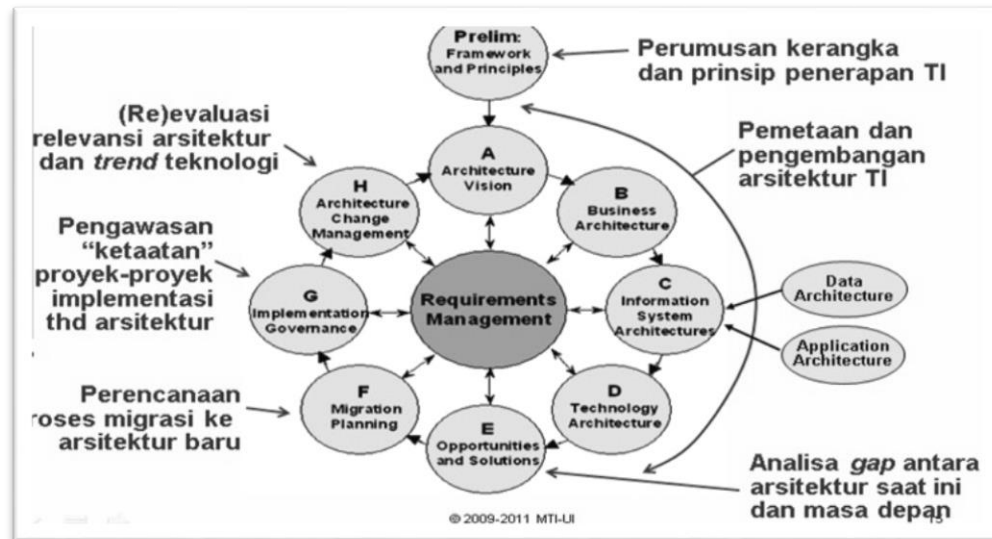 Prelim:
Framework
and Principles
Perumusan kerangka
dan prinsip penerapan TI
(Re)evaluasi
relevansi arsitektur
dan trend teknologi
A
Architecture
Vision
Pemetaan dan
pengembangan
arsitektur TI
H
Architecture
Change
Management
B
Business
Architecture
Pengawasan
“ketaatan”
proyek-proyek
implementasi
thd arsitektur
G
Implementation
Governance
Requirements
Management
C
Information
System
Architectures
Data
Architecture
Application
Architecture
Perencanaan
roses migrasi ke
arsitektur baru
F
Migration
Planning
E
Opportunities
and Solutions
D
Technology
Architecture
Analisa gap antara
arsitektur saat ini
dan masa depan
© 2009-2011 MTI-UI
15